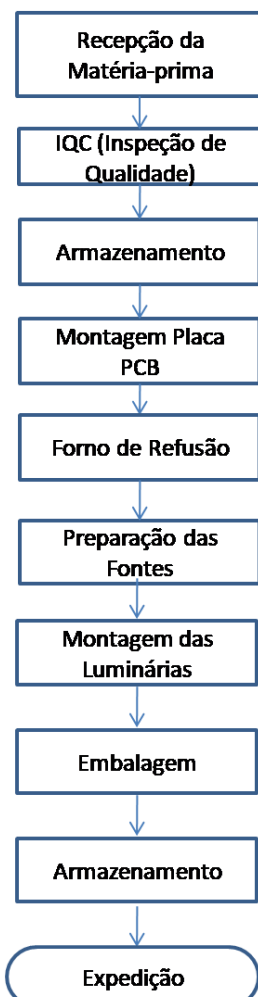 Recepção da
Matéria-prima
IQC (Inspeção de
Qualidade)
Armazenamento
Montagem Placa
PCB
Forno de Refusão
Preparação das
Fontes
Montagem das
Luminárias
Embalagem
Armazenamento
Expedição